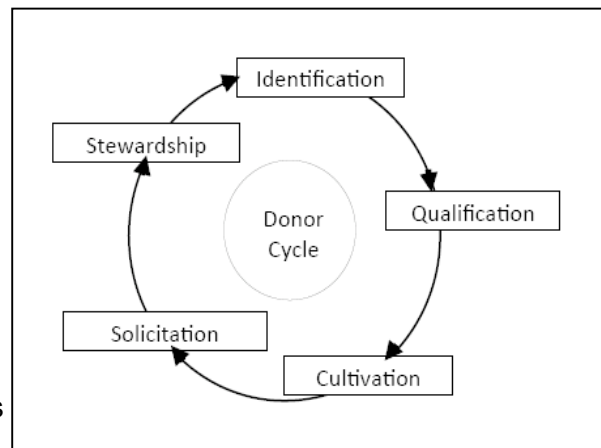 Identification
Stewardship
Qualification
Donor
Cycle
Solicitation
Cultivation
s